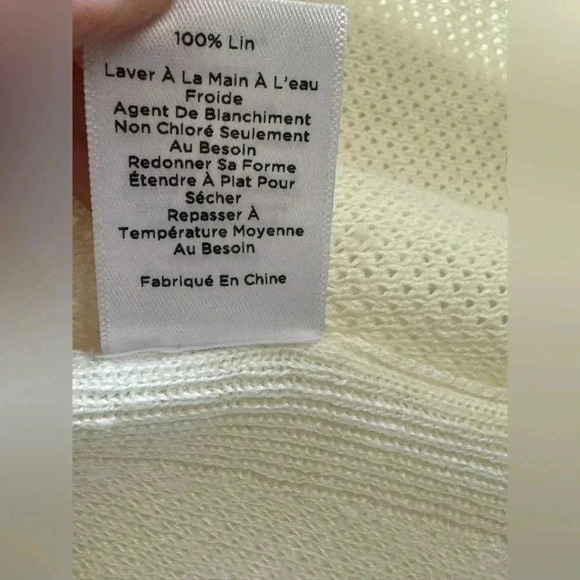 100% Lin
Laver À La Main À L'eau
Froide
Agent De Blanchiment
Non Chloré Seulement
Au Besoin
Redonner Sa Forme
Étendre À Plat Pour
Sécher
Repasser À
Température Moyenne
Au Besoin
Fabriqué En Chine